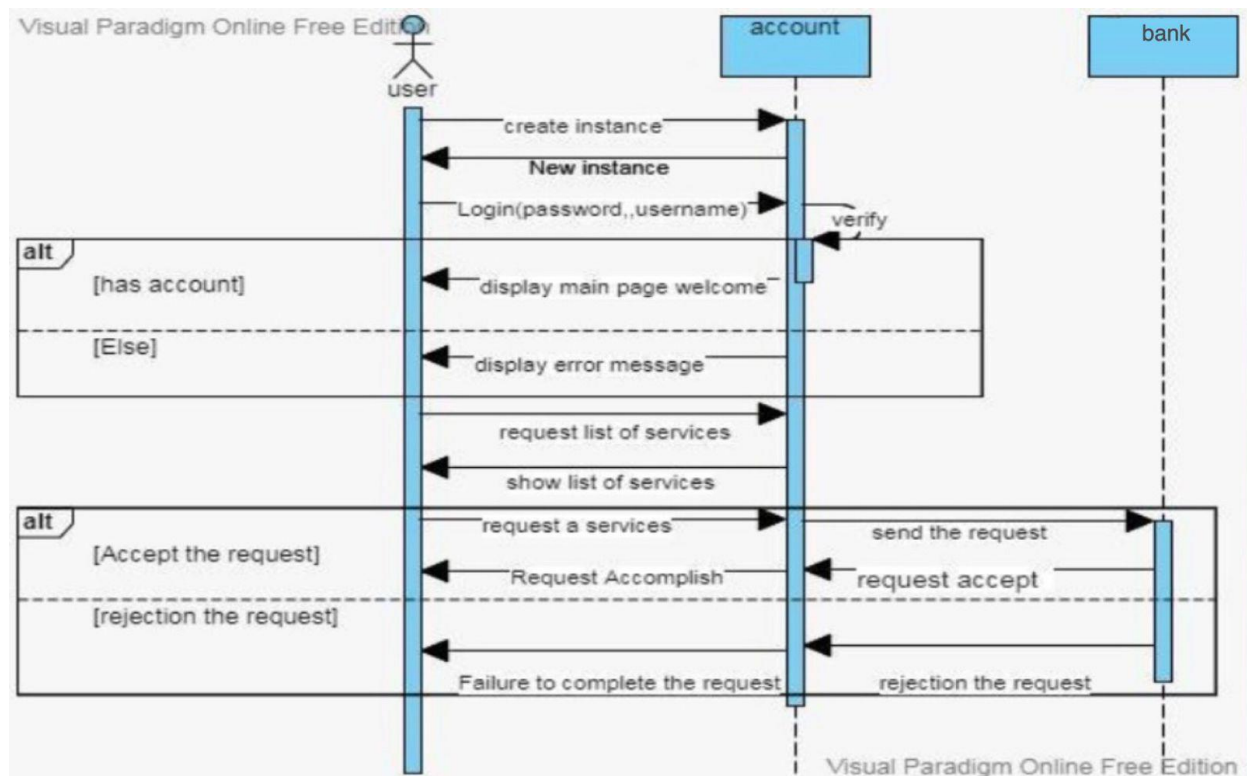 Visual Paradigm Online Free Edition
account
bank
user
create instance
New instance
Login(password,,username)
verify
alt
[has account]
display main page welcome
[Else]
display error message
request list of services
show list of services
alt
request a services
send the request
[Accept the request]
Request Accomplish
request accept
[rejection the request]
Failure to complete the request
rejection the request
Visual Paradigm Online Free Edition